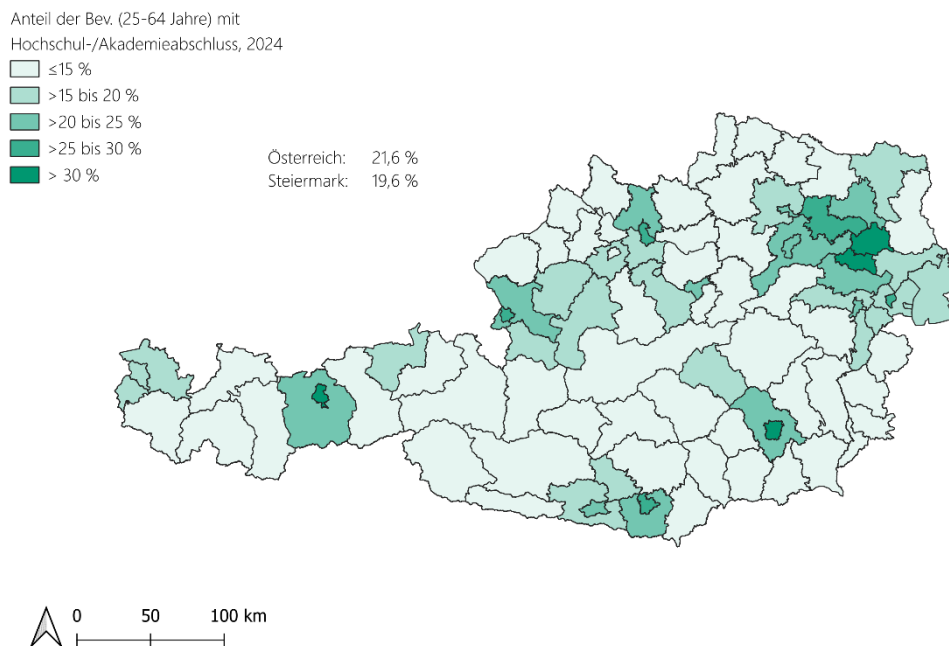 Anteil der Bev. (25-64 Jahre) mit
Hochschul-/Akademieabschluss, 2024
≤15 %
>15 bis 20 %
>20 bis 25 %
>25 bis 30 %
> 30 %
Österreich: 21,6 %
Steiermark: 19,6 %
0 50 100 km